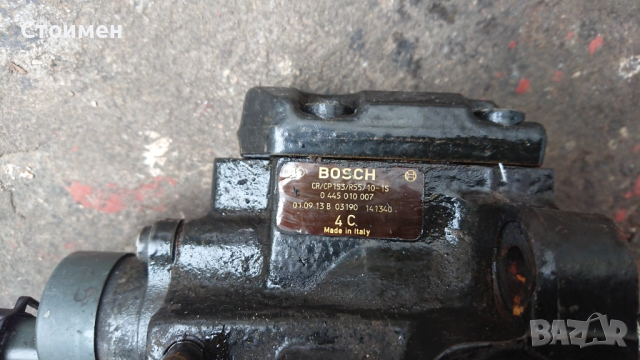 Стоимен
BOSCH
CR/CP1S3/R55/10-1S
0 445 010 007
01.09.13 B 03190 141340
4 C.
Made in Italy
BAZAR